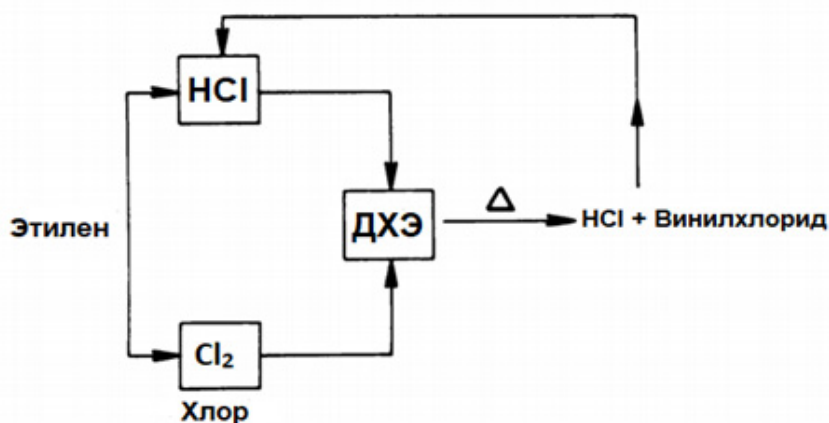 HCl
Этилен
ДХЭ
Δ
HCl + Винилхлорид
Cl₂
Хлор